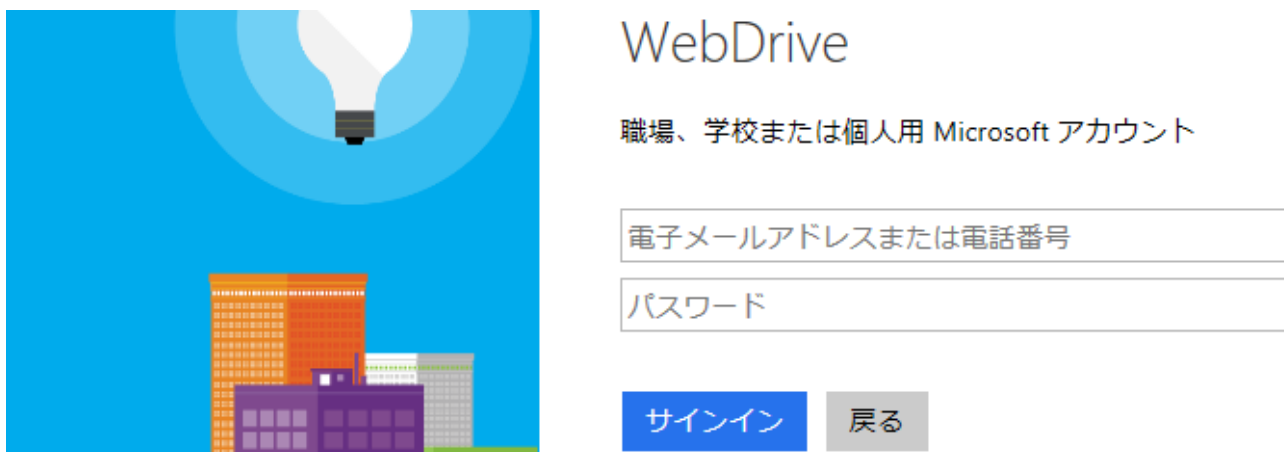 WebDrive
職場、学校または個人用 Microsoft アカウント
電子メールアドレスまたは電話番号
パスワード
サインイン
戻る